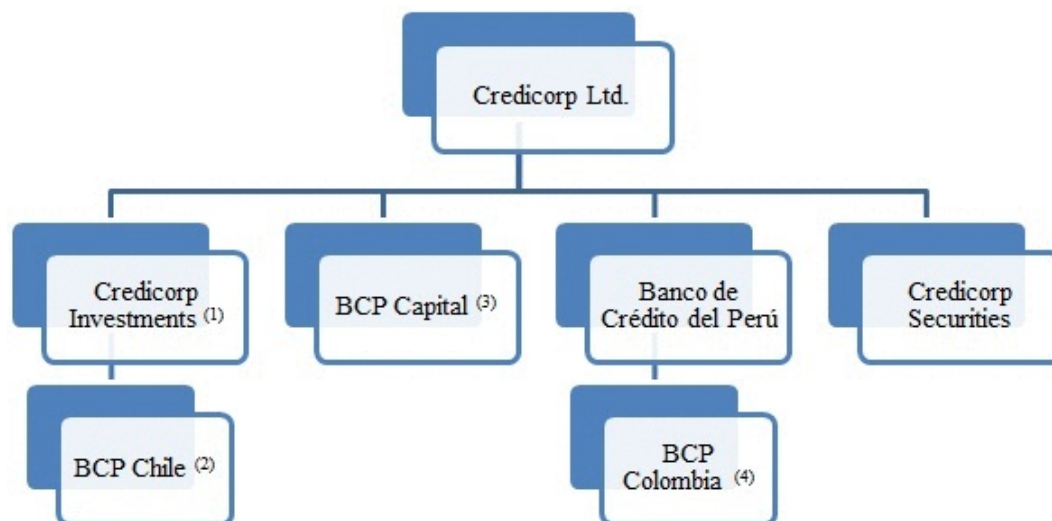 Credicorp Ltd.
Credicorp
Investments (1)
BCP Capital (3)
Banco de
Crédito del Perú
Credicorp
Securities
BCP Chile (2)
BCP
Colombia (4)